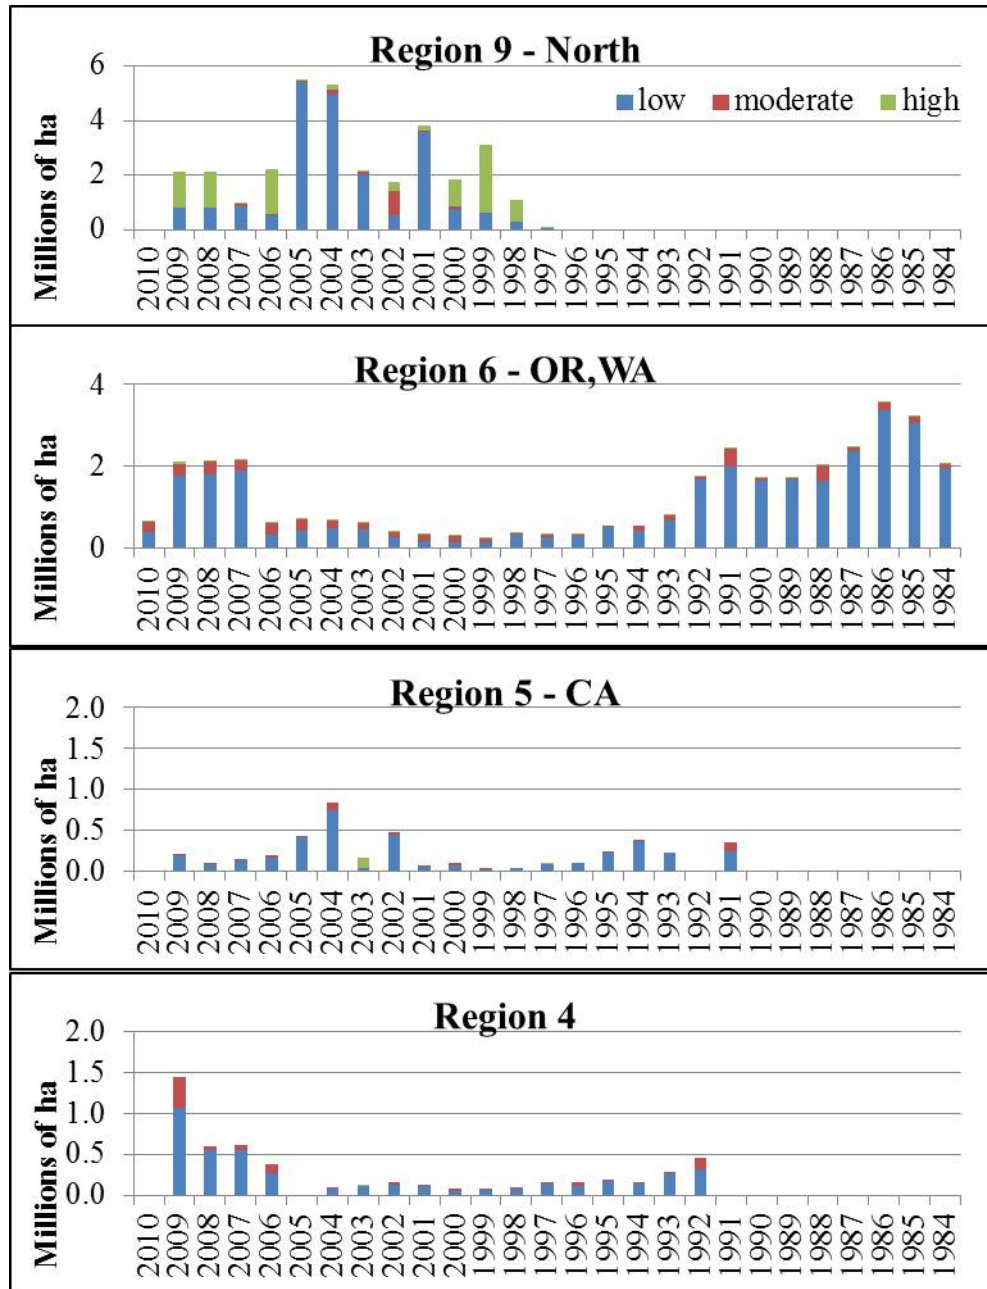 Region 9 - North
low moderate high
Millions of ha
6
4
2
0
2010 2009 2008 2007 2006 2005 2004 2003 2002 2001 2000 1999 1998 1997 1996 1995 1994 1993 1992 1991 1990 1989 1988 1987 1986 1985 1984
Region 6 - OR,WA
Millions of ha
4
2
0
2010 2009 2008 2007 2006 2005 2004 2003 2002 2001 2000 1999 1998 1997 1996 1995 1994 1993 1992 1991 1990 1989 1988 1987 1986 1985 1984
Region 5 - CA
Millions of ha
2.0
1.5
1.0
0.5
0.0
2010 2009 2008 2007 2006 2005 2004 2003 2002 2001 2000 1999 1998 1997 1996 1995 1994 1993 1992 1991 1990 1989 1988 1987 1986 1985 1984
Region 4
Millions of ha
2.0
1.5
1.0
0.5
0.0
2010 2009 2008 2007 2006 2005 2004 2003 2002 2001 2000 1999 1998 1997 1996 1995 1994 1993 1992 1991 1990 1989 1988 1987 1986 1985 1984